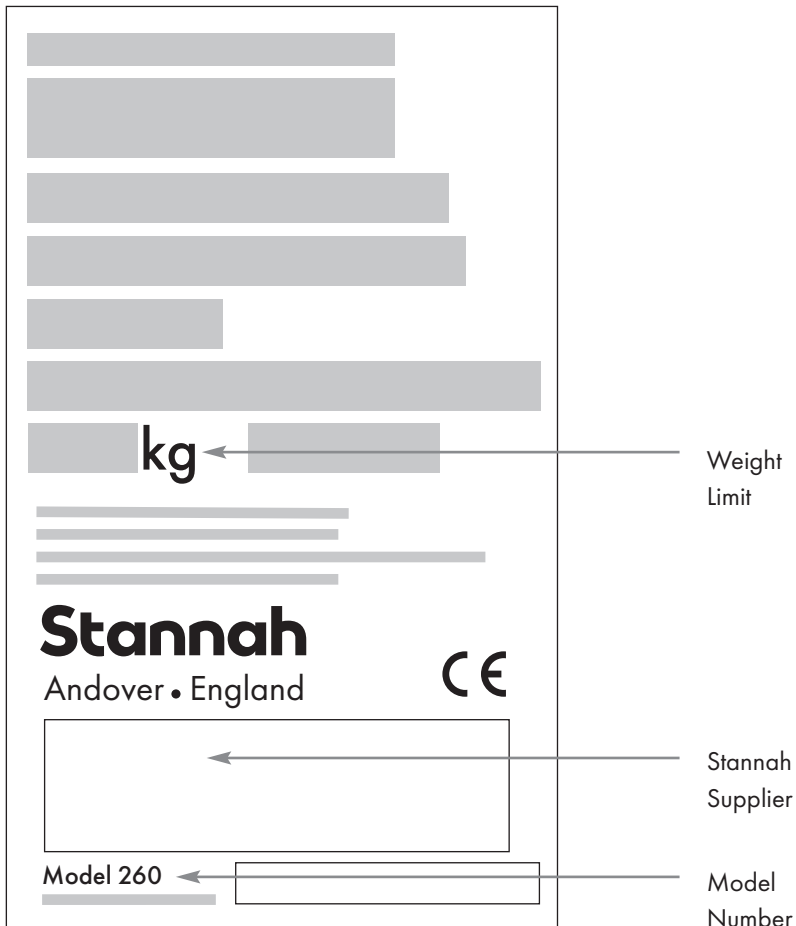 kg
Weight
Limit
Stannah
Andover • England
CE
Stannah
Supplier
Model 260
Model
Number